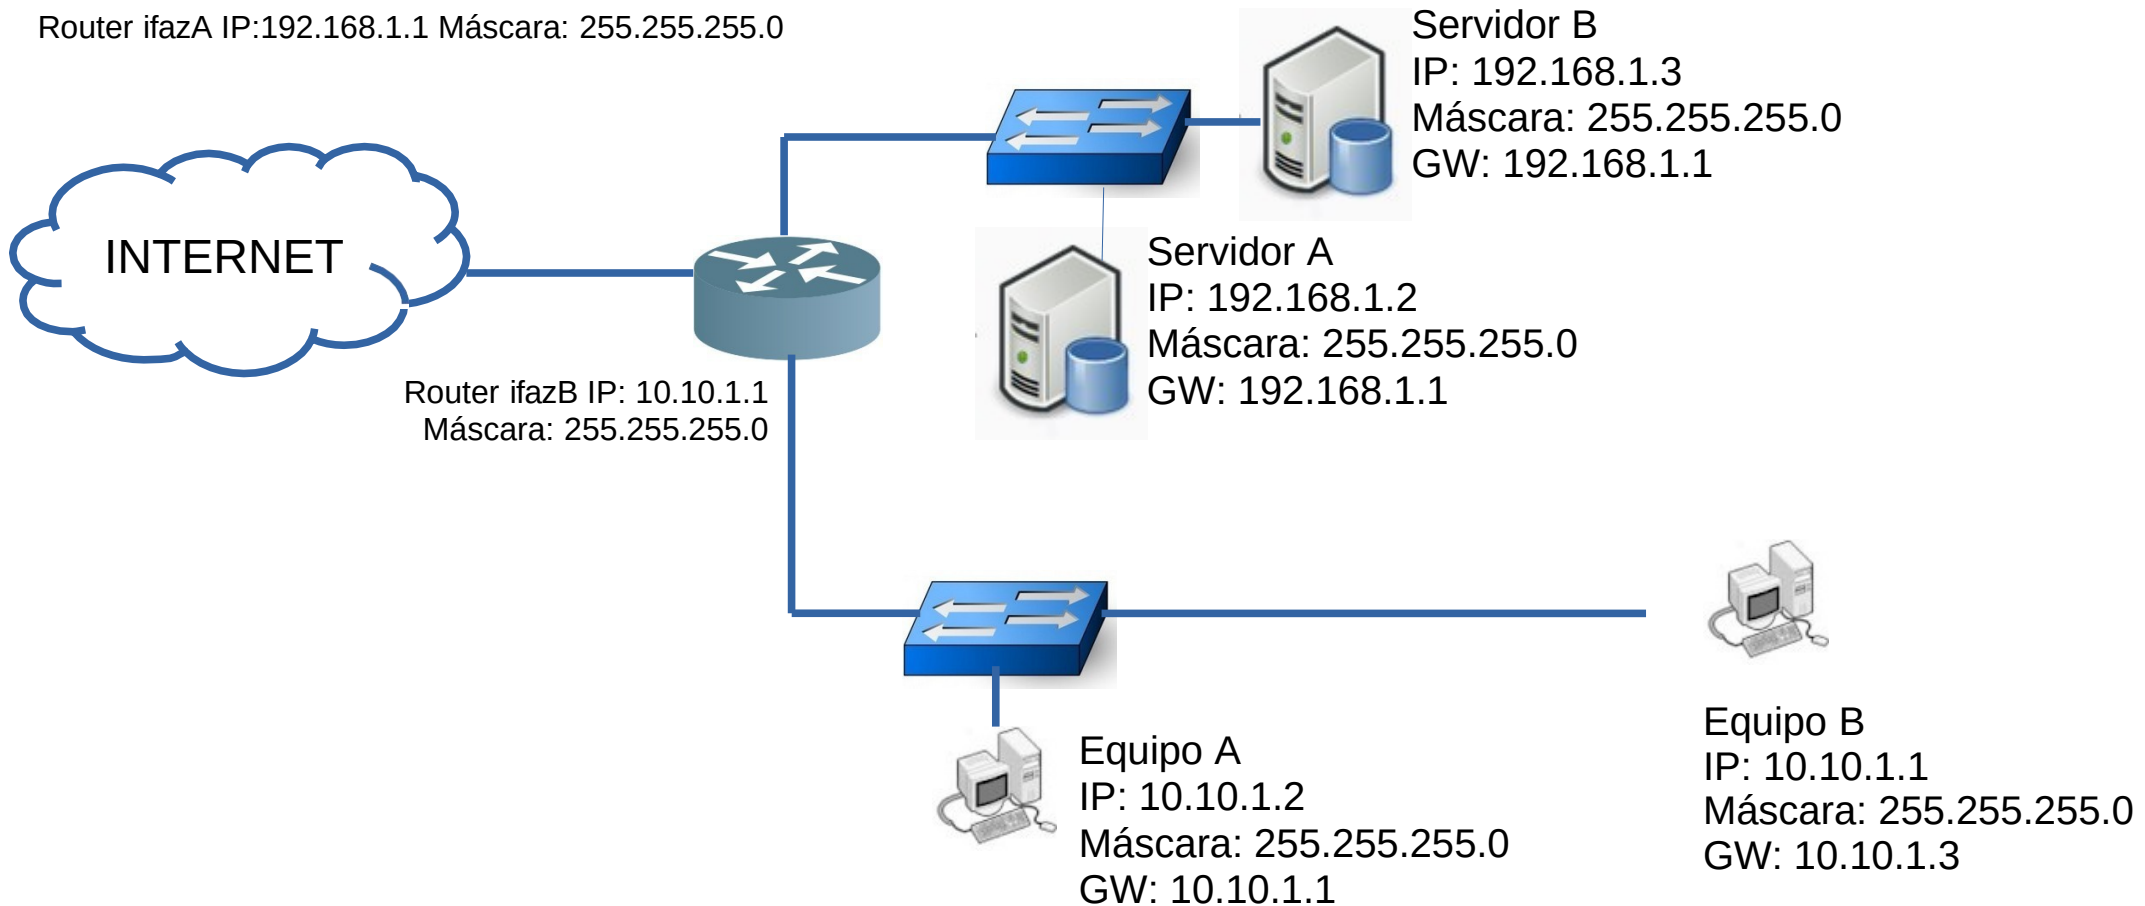 Router ifazA IP:192.168.1.1 Máscara: 255.255.255.0
Servidor B
IP: 192.168.1.3
Máscara: 255.255.255.0
GW: 192.168.1.1
INTERNET
Servidor A
IP: 192.168.1.2
Máscara: 255.255.255.0
GW: 192.168.1.1
Router ifazB IP: 10.10.1.1
Máscara: 255.255.255.0
Equipo A
IP: 10.10.1.2
Máscara: 255.255.255.0
GW: 10.10.1.1
Equipo B
IP: 10.10.1.1
Máscara: 255.255.255.0
GW: 10.10.1.3